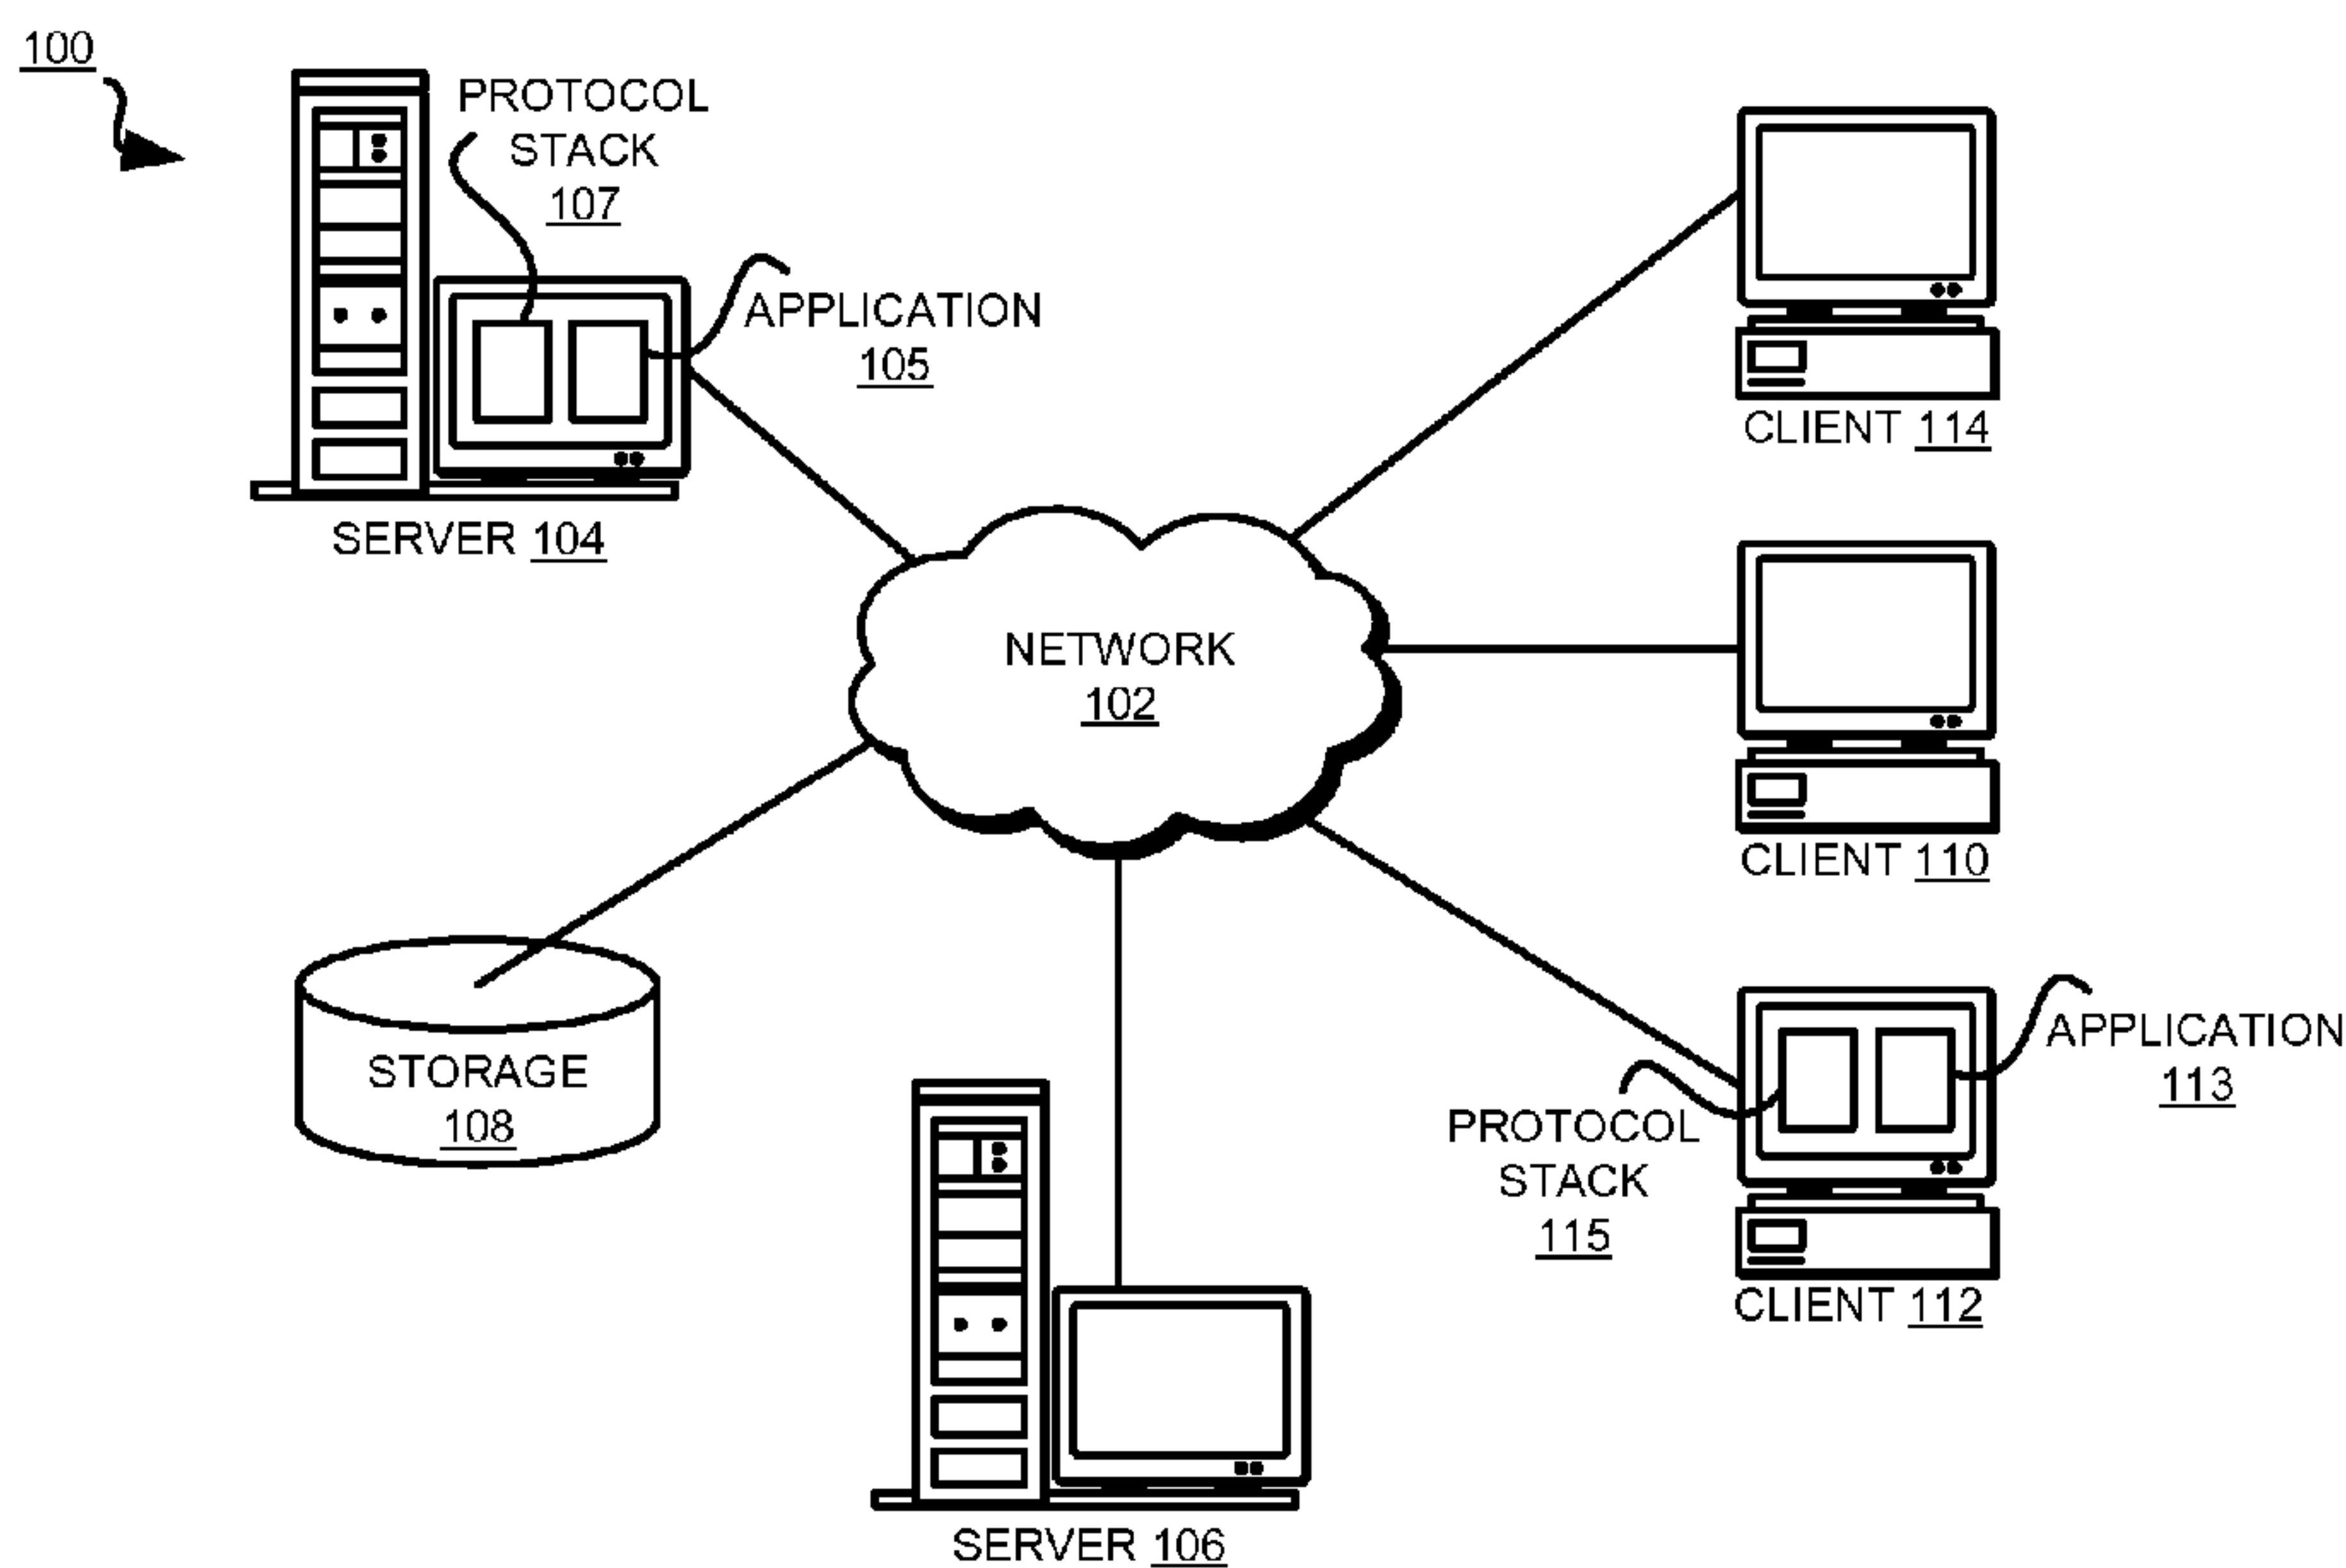 100
PROTOCOL
STACK
107
APPLICATION
105
SERVER 104
CLIENT 114
NETWORK
102
CLIENT 110
STORAGE
108
APPLICATION
113
PROTOCOL
STACK
115
CLIENT 112
SERVER 106